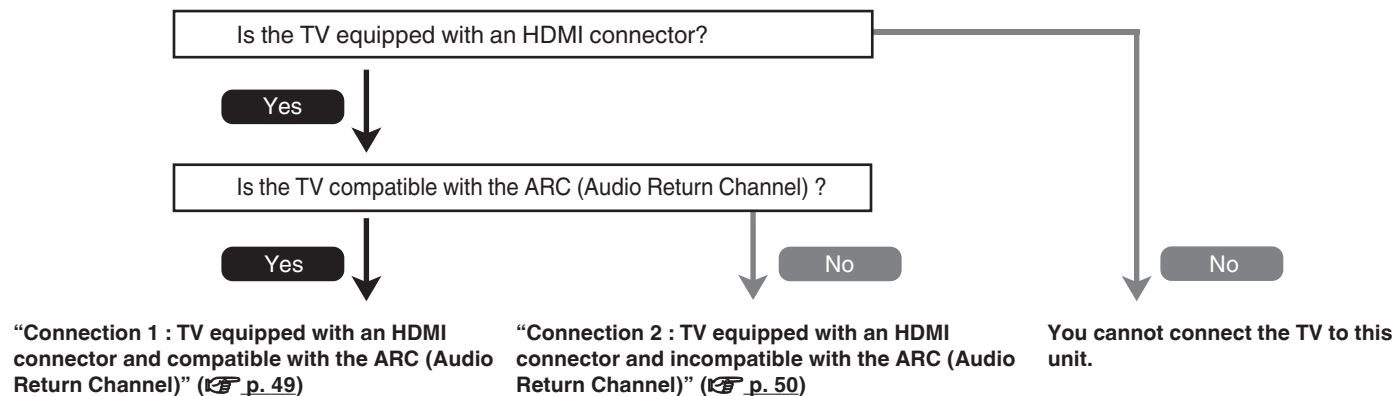 Is the TV equipped with an HDMI connector?
Yes
Is the TV compatible with the ARC (Audio Return Channel) ?
Yes
No
No
“Connection 1 : TV equipped with an HDMI
connector and compatible with the ARC (Audio
Return Channel)” (☞ p. 49)
“Connection 2 : TV equipped with an HDMI
connector and incompatible with the ARC (Audio
Return Channel)” (☞ p. 50)
You cannot connect the TV to this
unit.